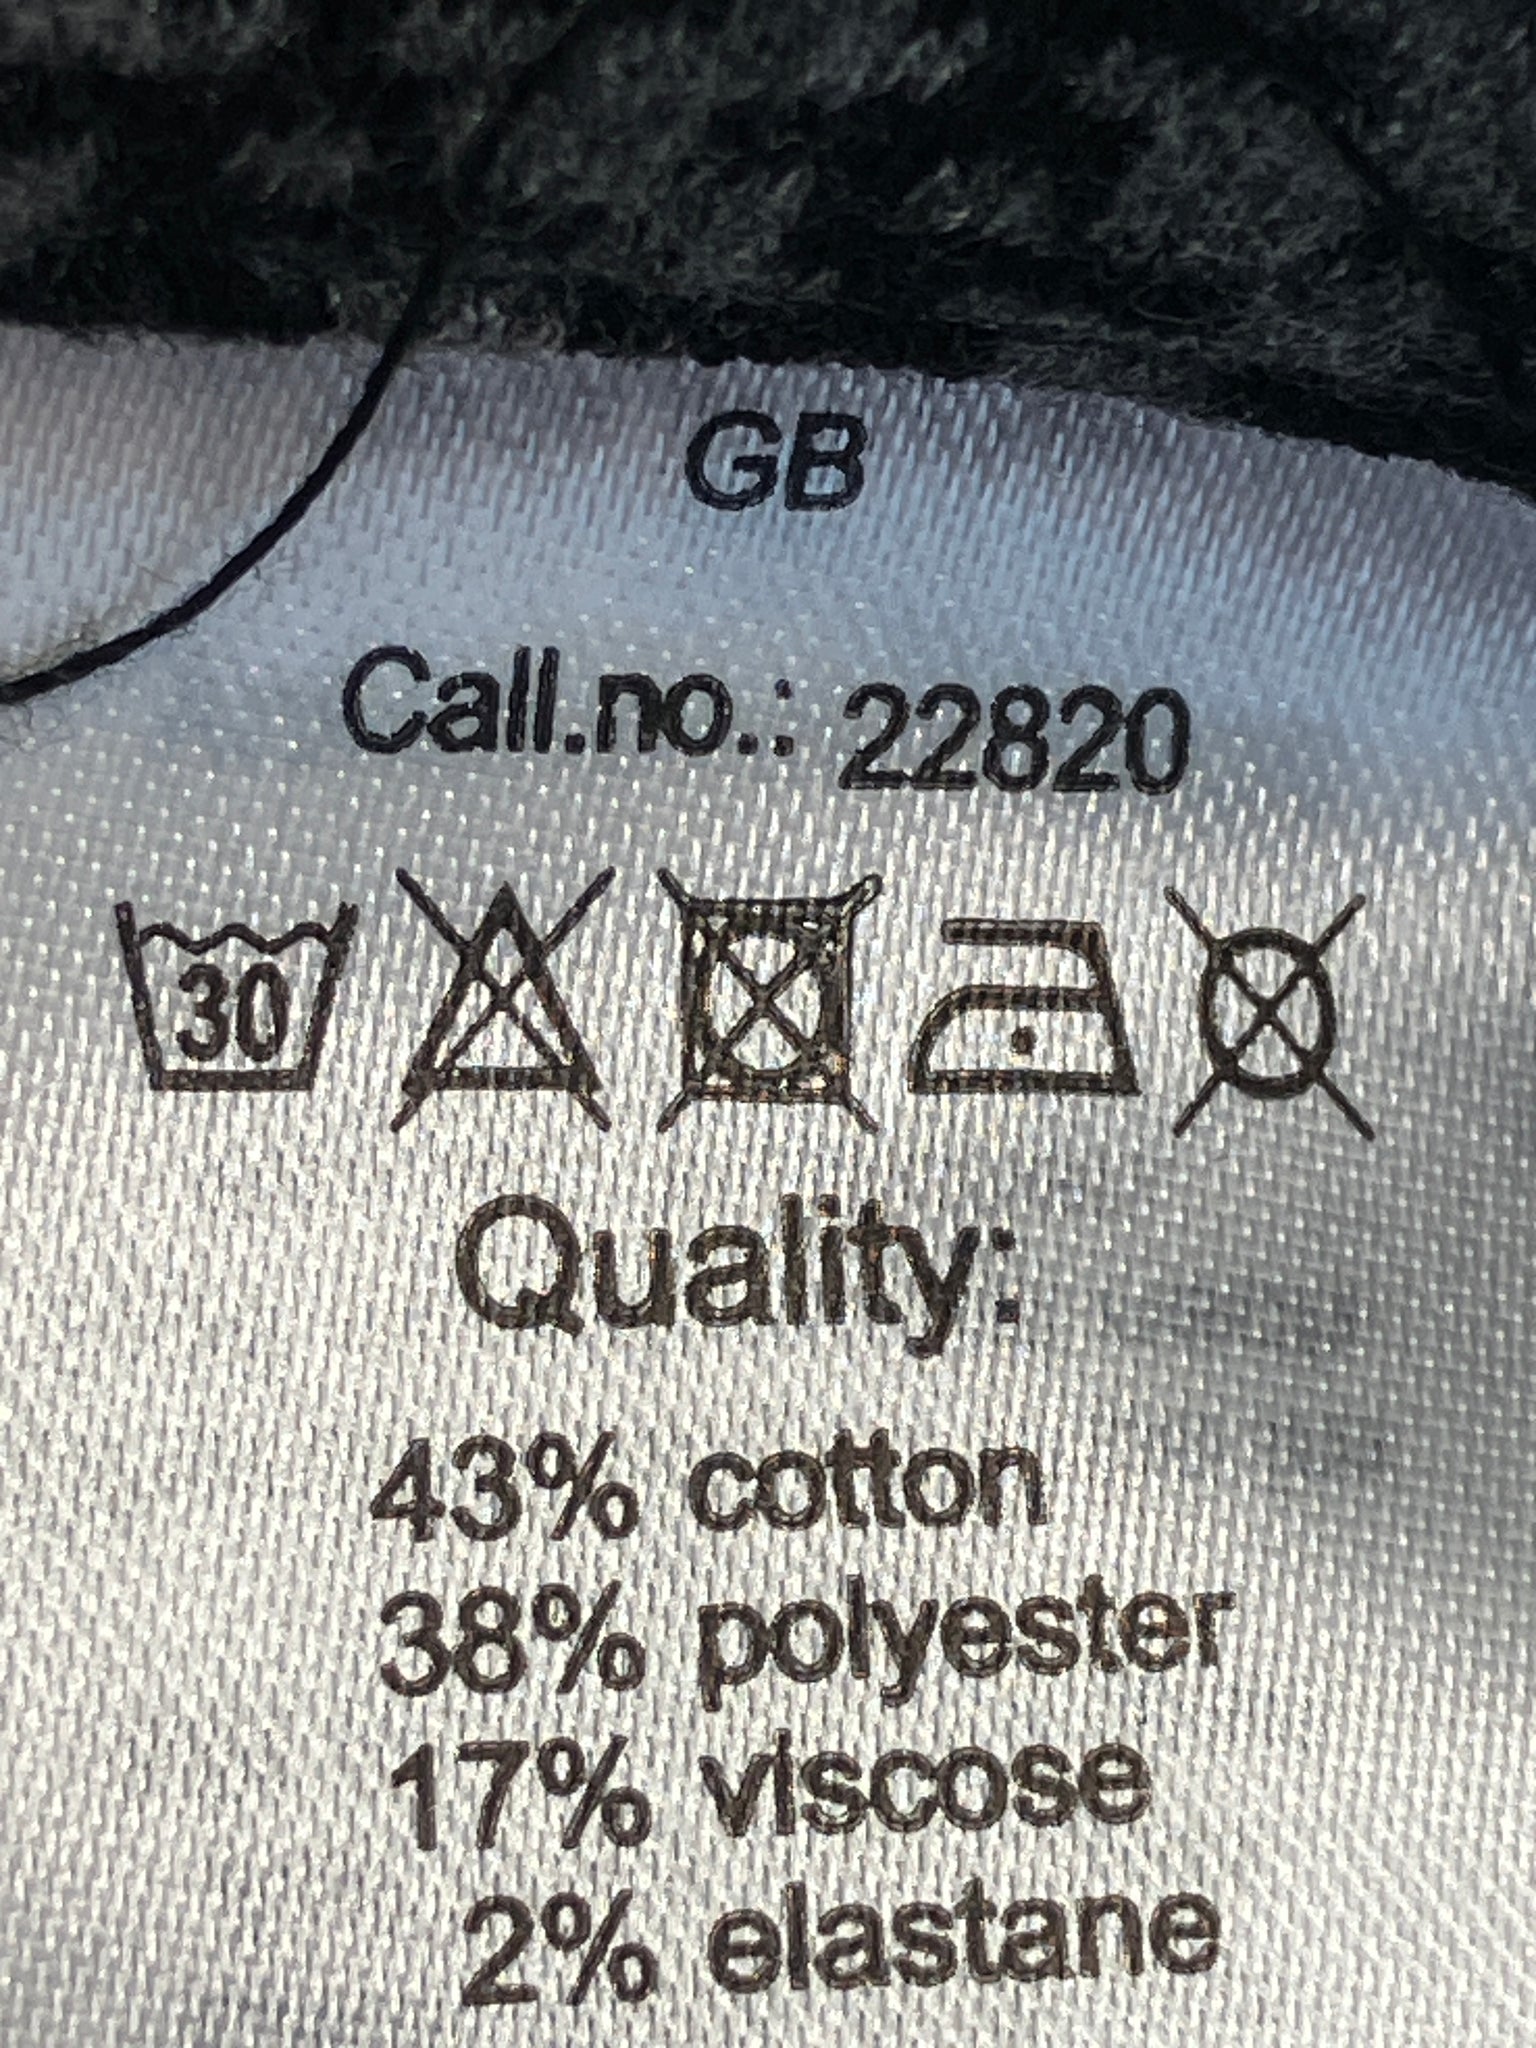 GB
Call.no.: 22820
30
Quality:
43% cotton
38% polyester
17% viscose
2% elastane